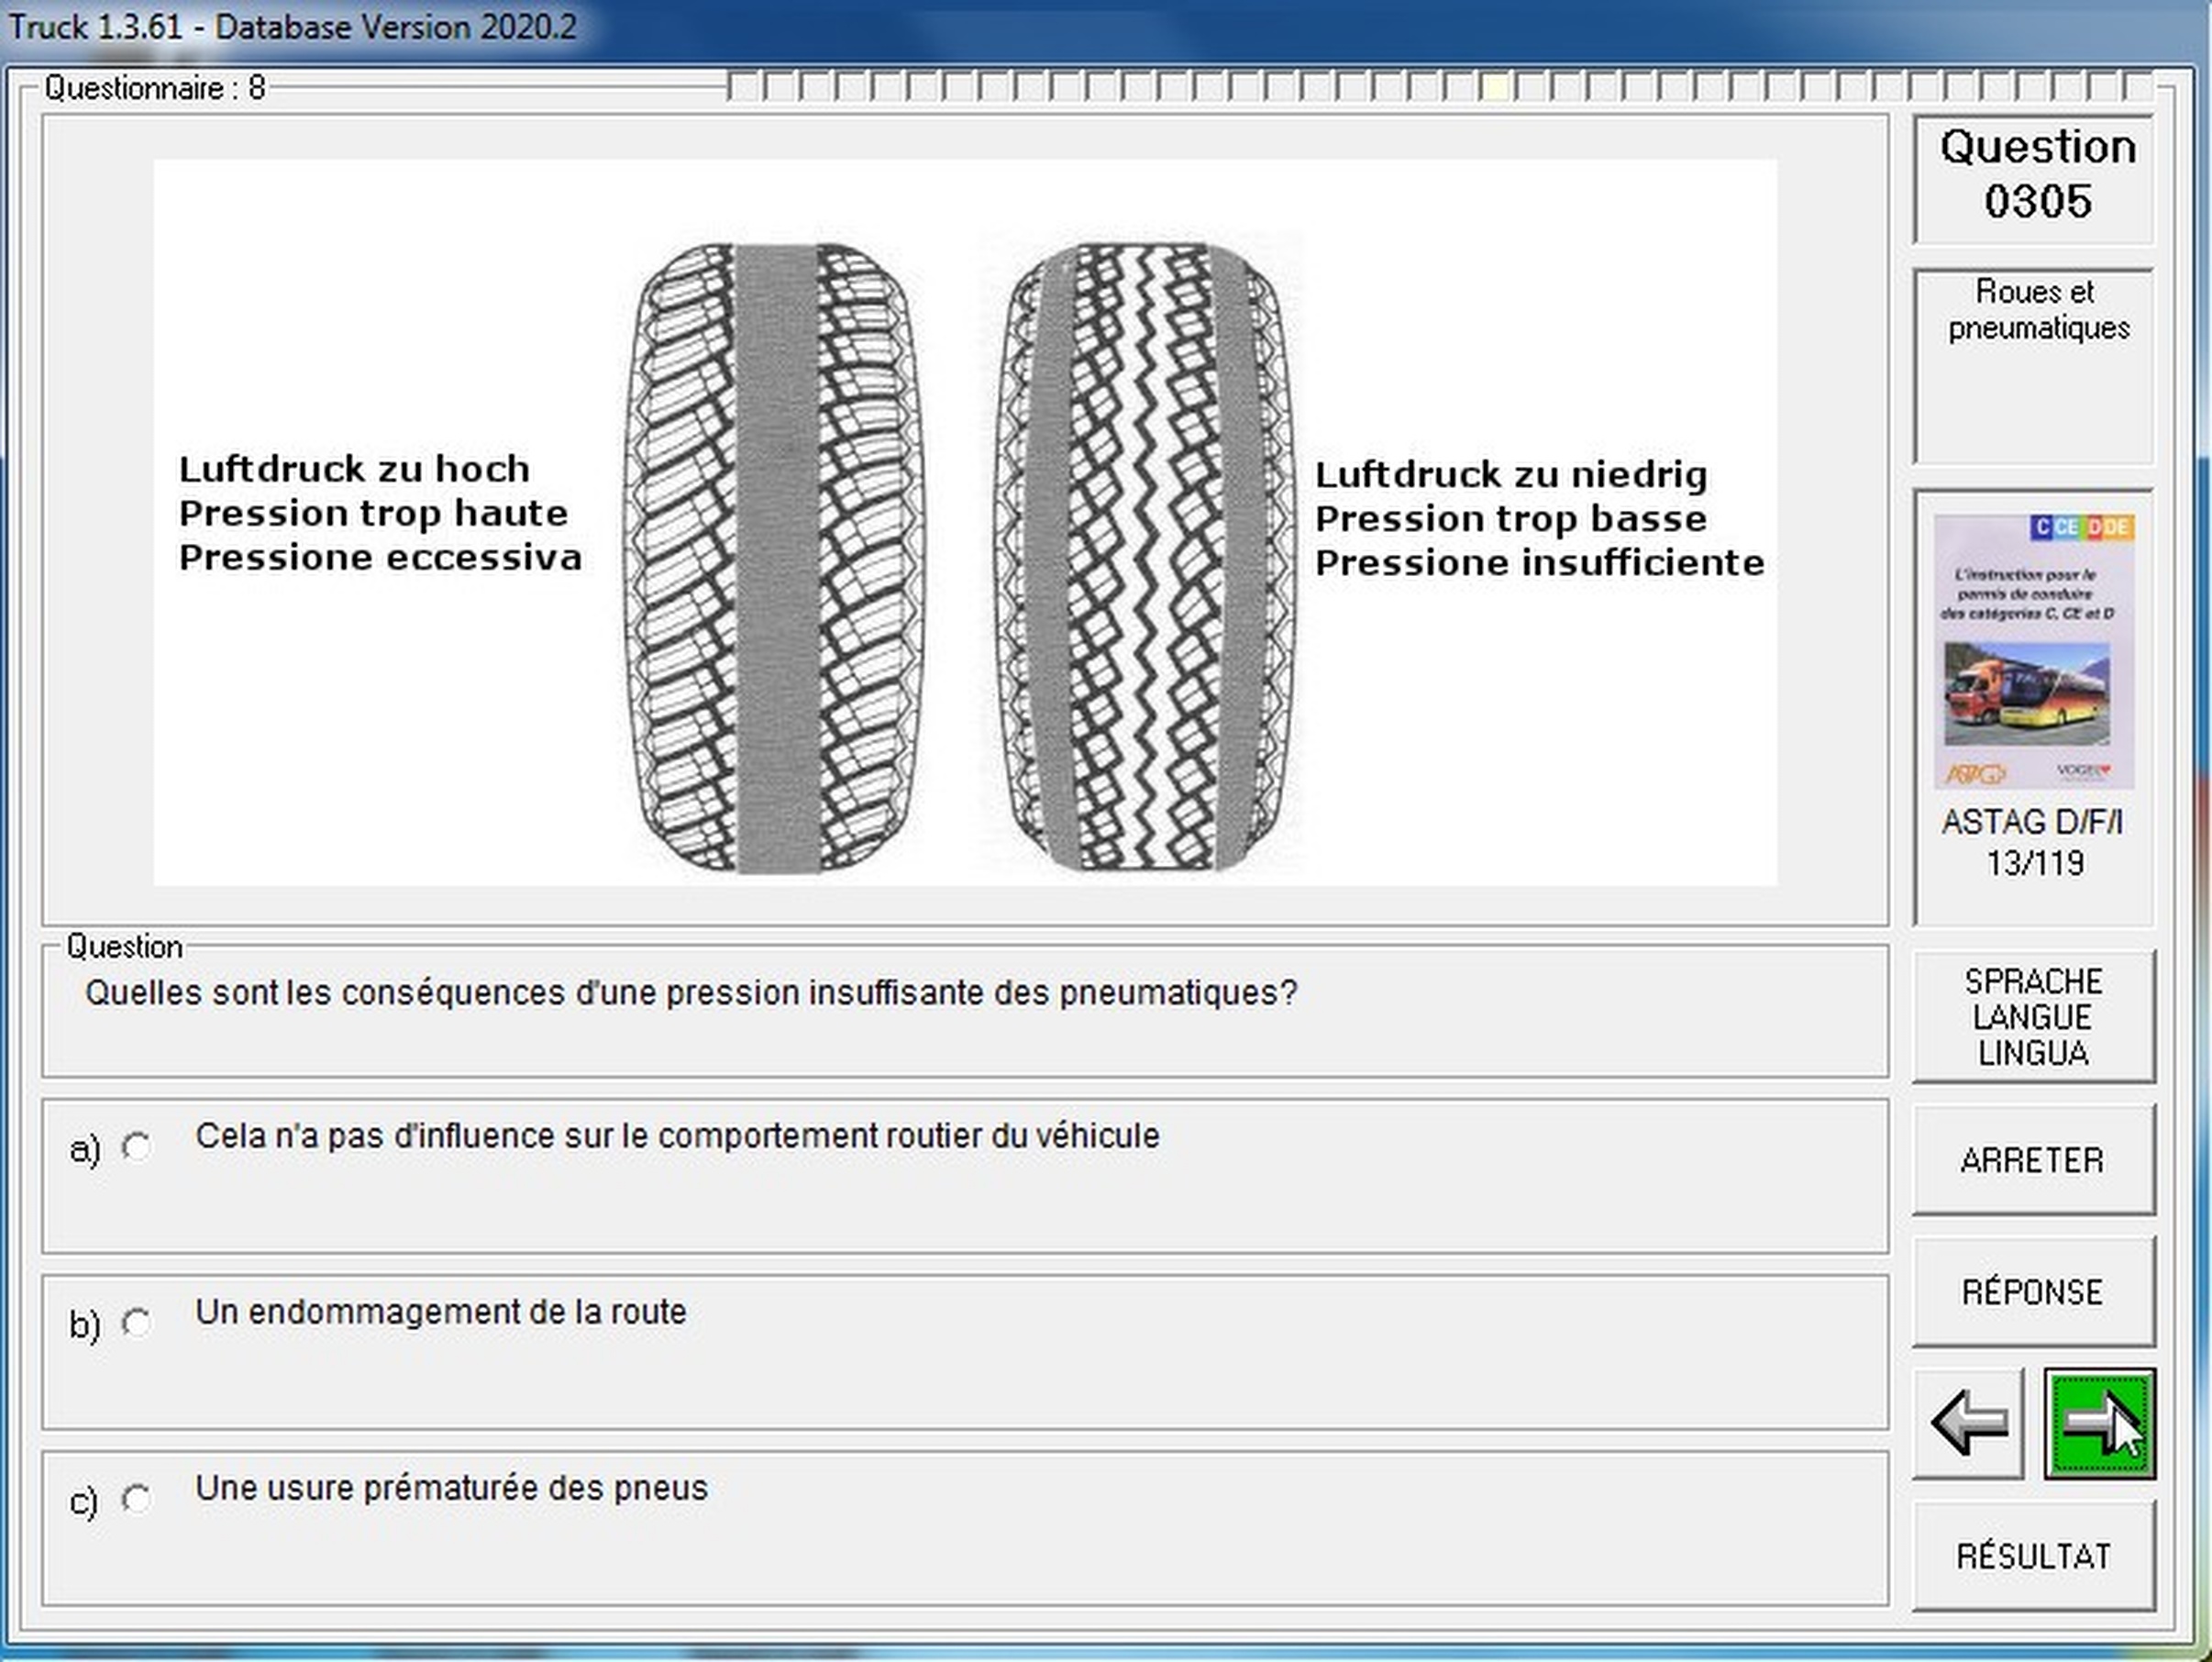 Truck 1.3.61 - Database Version 2020.2
Questionnaire : 8
Luftdruck zu hoch
Pression trop haute
Pressione eccessiva
Luftdruck zu niedrig
Pression trop basse
Pressione insufficiente
Question
0305
Roues et
pneumatiques
C CE D DE
L'instruction pour le
permis de conduire
des catégories C, CE et D
ASTAG
VOGEL
ASTAG D/F/I
13/119
Question
Quelles sont les conséquences d'une pression insuffisante des pneumatiques?
a) Cela n'a pas d'influence sur le comportement routier du véhicule
b) Un endommagement de la route
c) Une usure prématurée des pneus
SPRACHE
LANGUE
LINGUA
ARRETER
RÉPONSE
RÉSULTAT